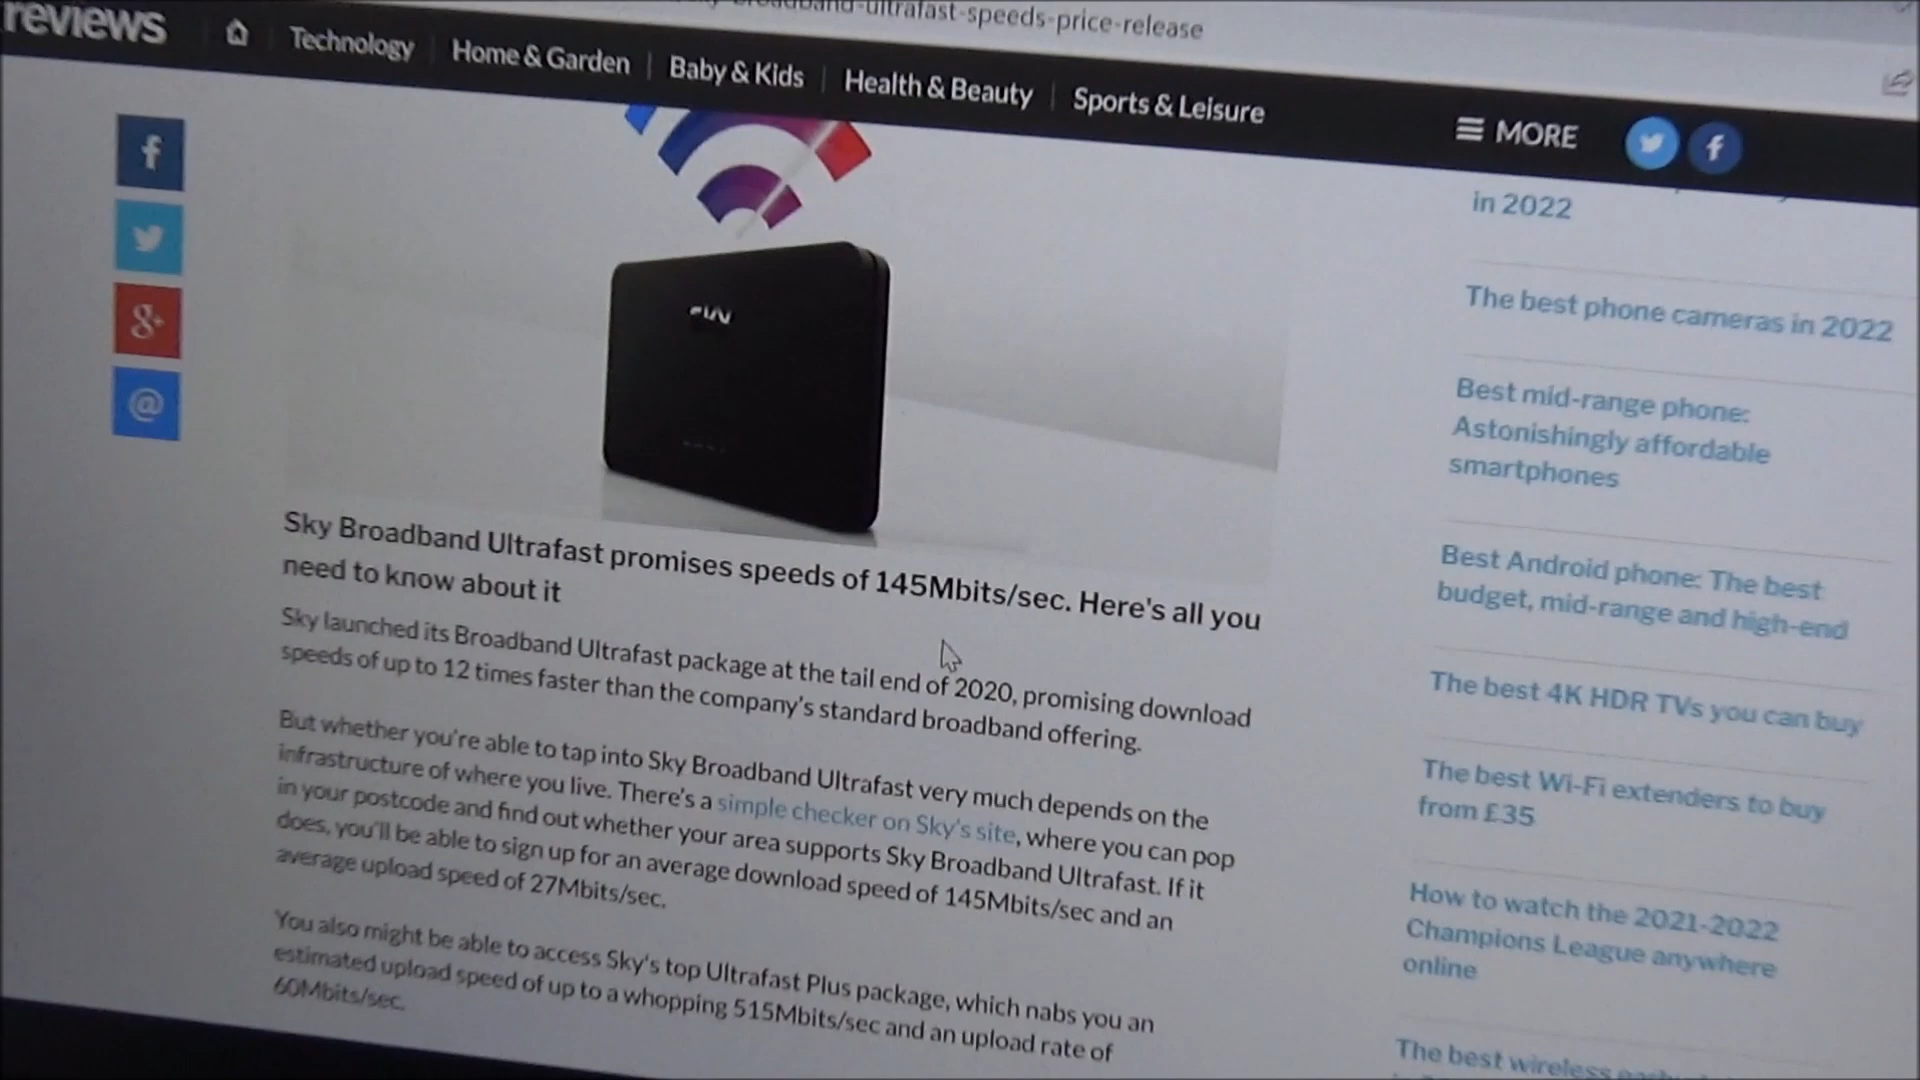 ultrafast-speeds-price-release
reviews
Technology
Home & Garden
Baby & Kids
Health & Beauty
Sports & Leisure
MORE
in 2022
The best phone cameras in 2022
Best mid-range phone:
Astonishingly affordable
smartphones
Best Android phone: The best
budget, mid-range and high-end
The best 4K HDR TVs you can buy
The best Wi-Fi extenders to buy
from £35
How to watch the 2021-2022
Champions League anywhere
online
The best wireless
Sky Broadband Ultrafast promises speeds of 145Mbits/sec. Here's all you
need to know about it
Sky launched its Broadband Ultrafast package at the tail end of 2020, promising download
speeds of up to 12 times faster than the company's standard broadband offering.
But whether you're able to tap into Sky Broadband Ultrafast very much depends on the
infrastructure of where you live. There's a simple checker on Sky's site, where you can pop
in your postcode and find out whether your area supports Sky Broadband Ultrafast. If it
does, you'll be able to sign up for an average download speed of 145Mbits/sec and an
average upload speed of 27Mbits/sec.
You also might be able to access Sky's top Ultrafast Plus package, which nabs you an
estimated upload speed of up to a whopping 515Mbits/sec and an upload rate of
60Mbits/sec.